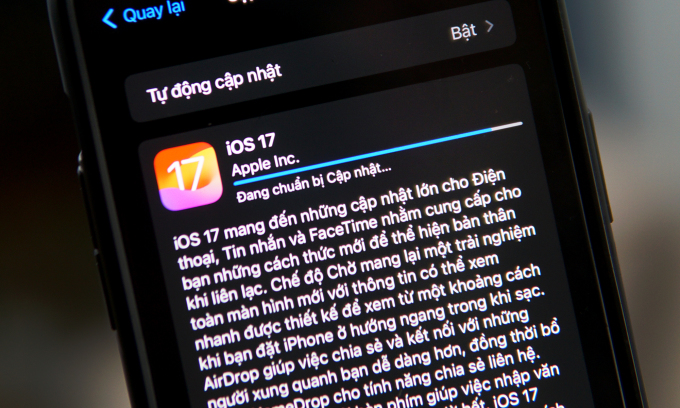 Quay lại
Tự động cập nhật
Bật
17
iOS 17
Apple Inc.
Đang chuẩn bị Cập nhật...
iOS 17 mang đến những cập nhật lớn cho Điện
thoại, Tin nhắn và FaceTime nhằm cung cấp cho
bạn những cách thức mới để thể hiện bản thân
khi liên lạc. Chế độ Chờ mang lại một trải nghiệm
toàn màn hình mới với thông tin có thể xem
nhanh được thiết kế để xem từ một khoảng cách
khi bạn đặt iPhone ở hướng ngang trong khi sạc.
AirDrop giúp việc chia sẻ và kết nối với những
người xung quanh bạn dễ dàng hơn, đồng thời bổ
NameDrop cho tính năng chia sẻ liên hệ.
bàn phím giúp việc nhập văn
hết. iOS 17